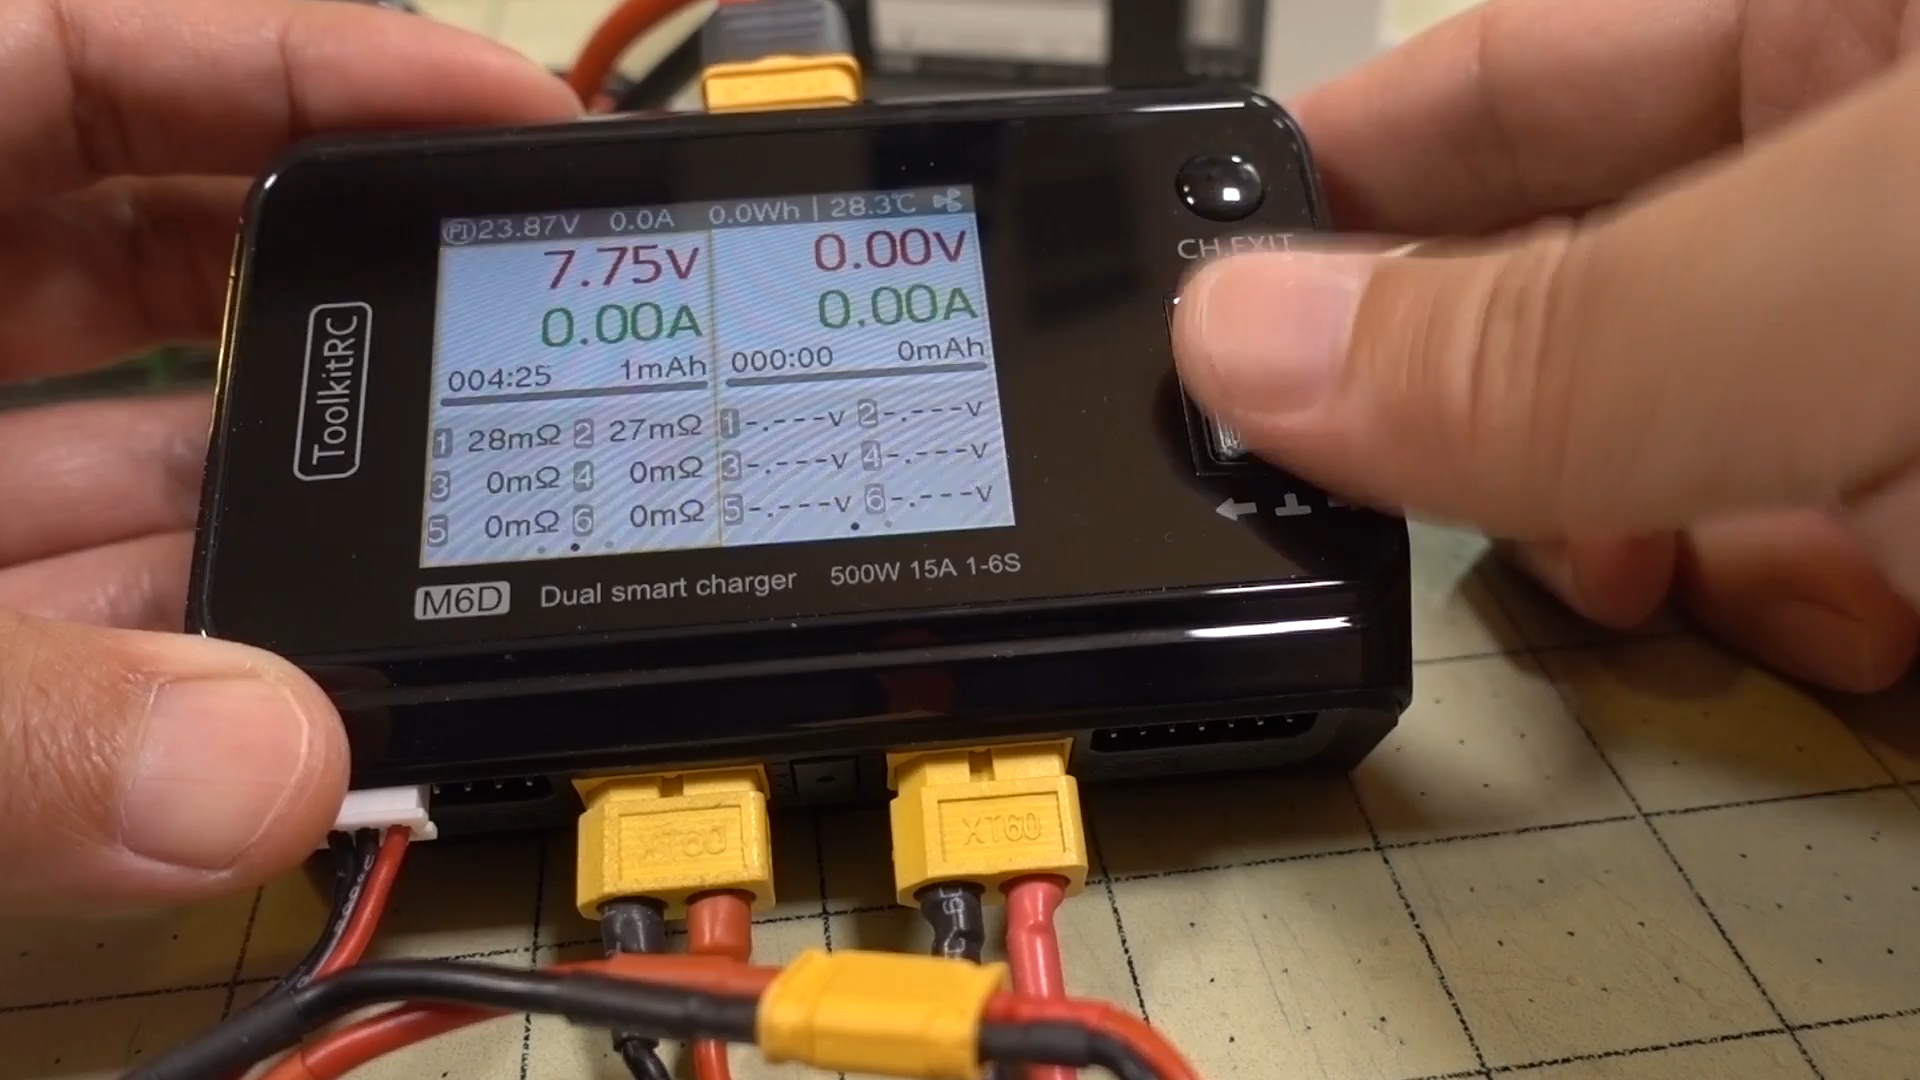 PI 23.87V 0.0A 0.0Wh | 28.3℃
7.75V 0.00V
0.00A 0.00A
004:25 1mAh 000:00 0mAh
1 28mΩ 2 27mΩ 1 -.---V 2 -.---V
3 0mΩ 4 0mΩ 3 -.---V 4 -.---V
5 0mΩ 6 0mΩ 5 -.---V 6 -.---V
ToolkitRC
CH.EXIT
M6D Dual smart charger 500W 15A 1-6S
XT60
XT60